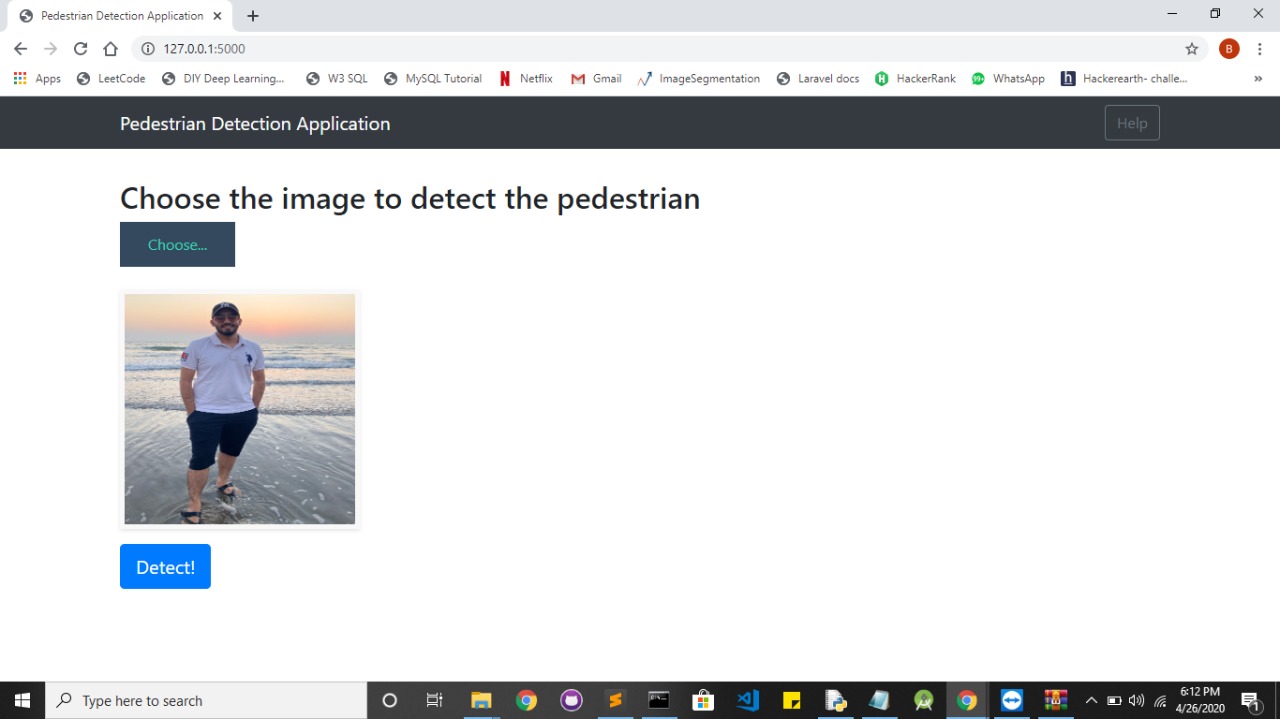 Pedestrian Detection Application
127.0.0.1:5000
B
Apps
LeetCode
DIY Deep Learning...
W3 SQL
MySQL Tutorial
Netflix
Gmail
ImageSegmentation
Laravel docs
HackerRank
WhatsApp
Hackerearth- challe...
Pedestrian Detection Application
Help
Choose the image to detect the pedestrian
Choose...
Detect!
Type here to search
6:12 PM
4/26/2020
1